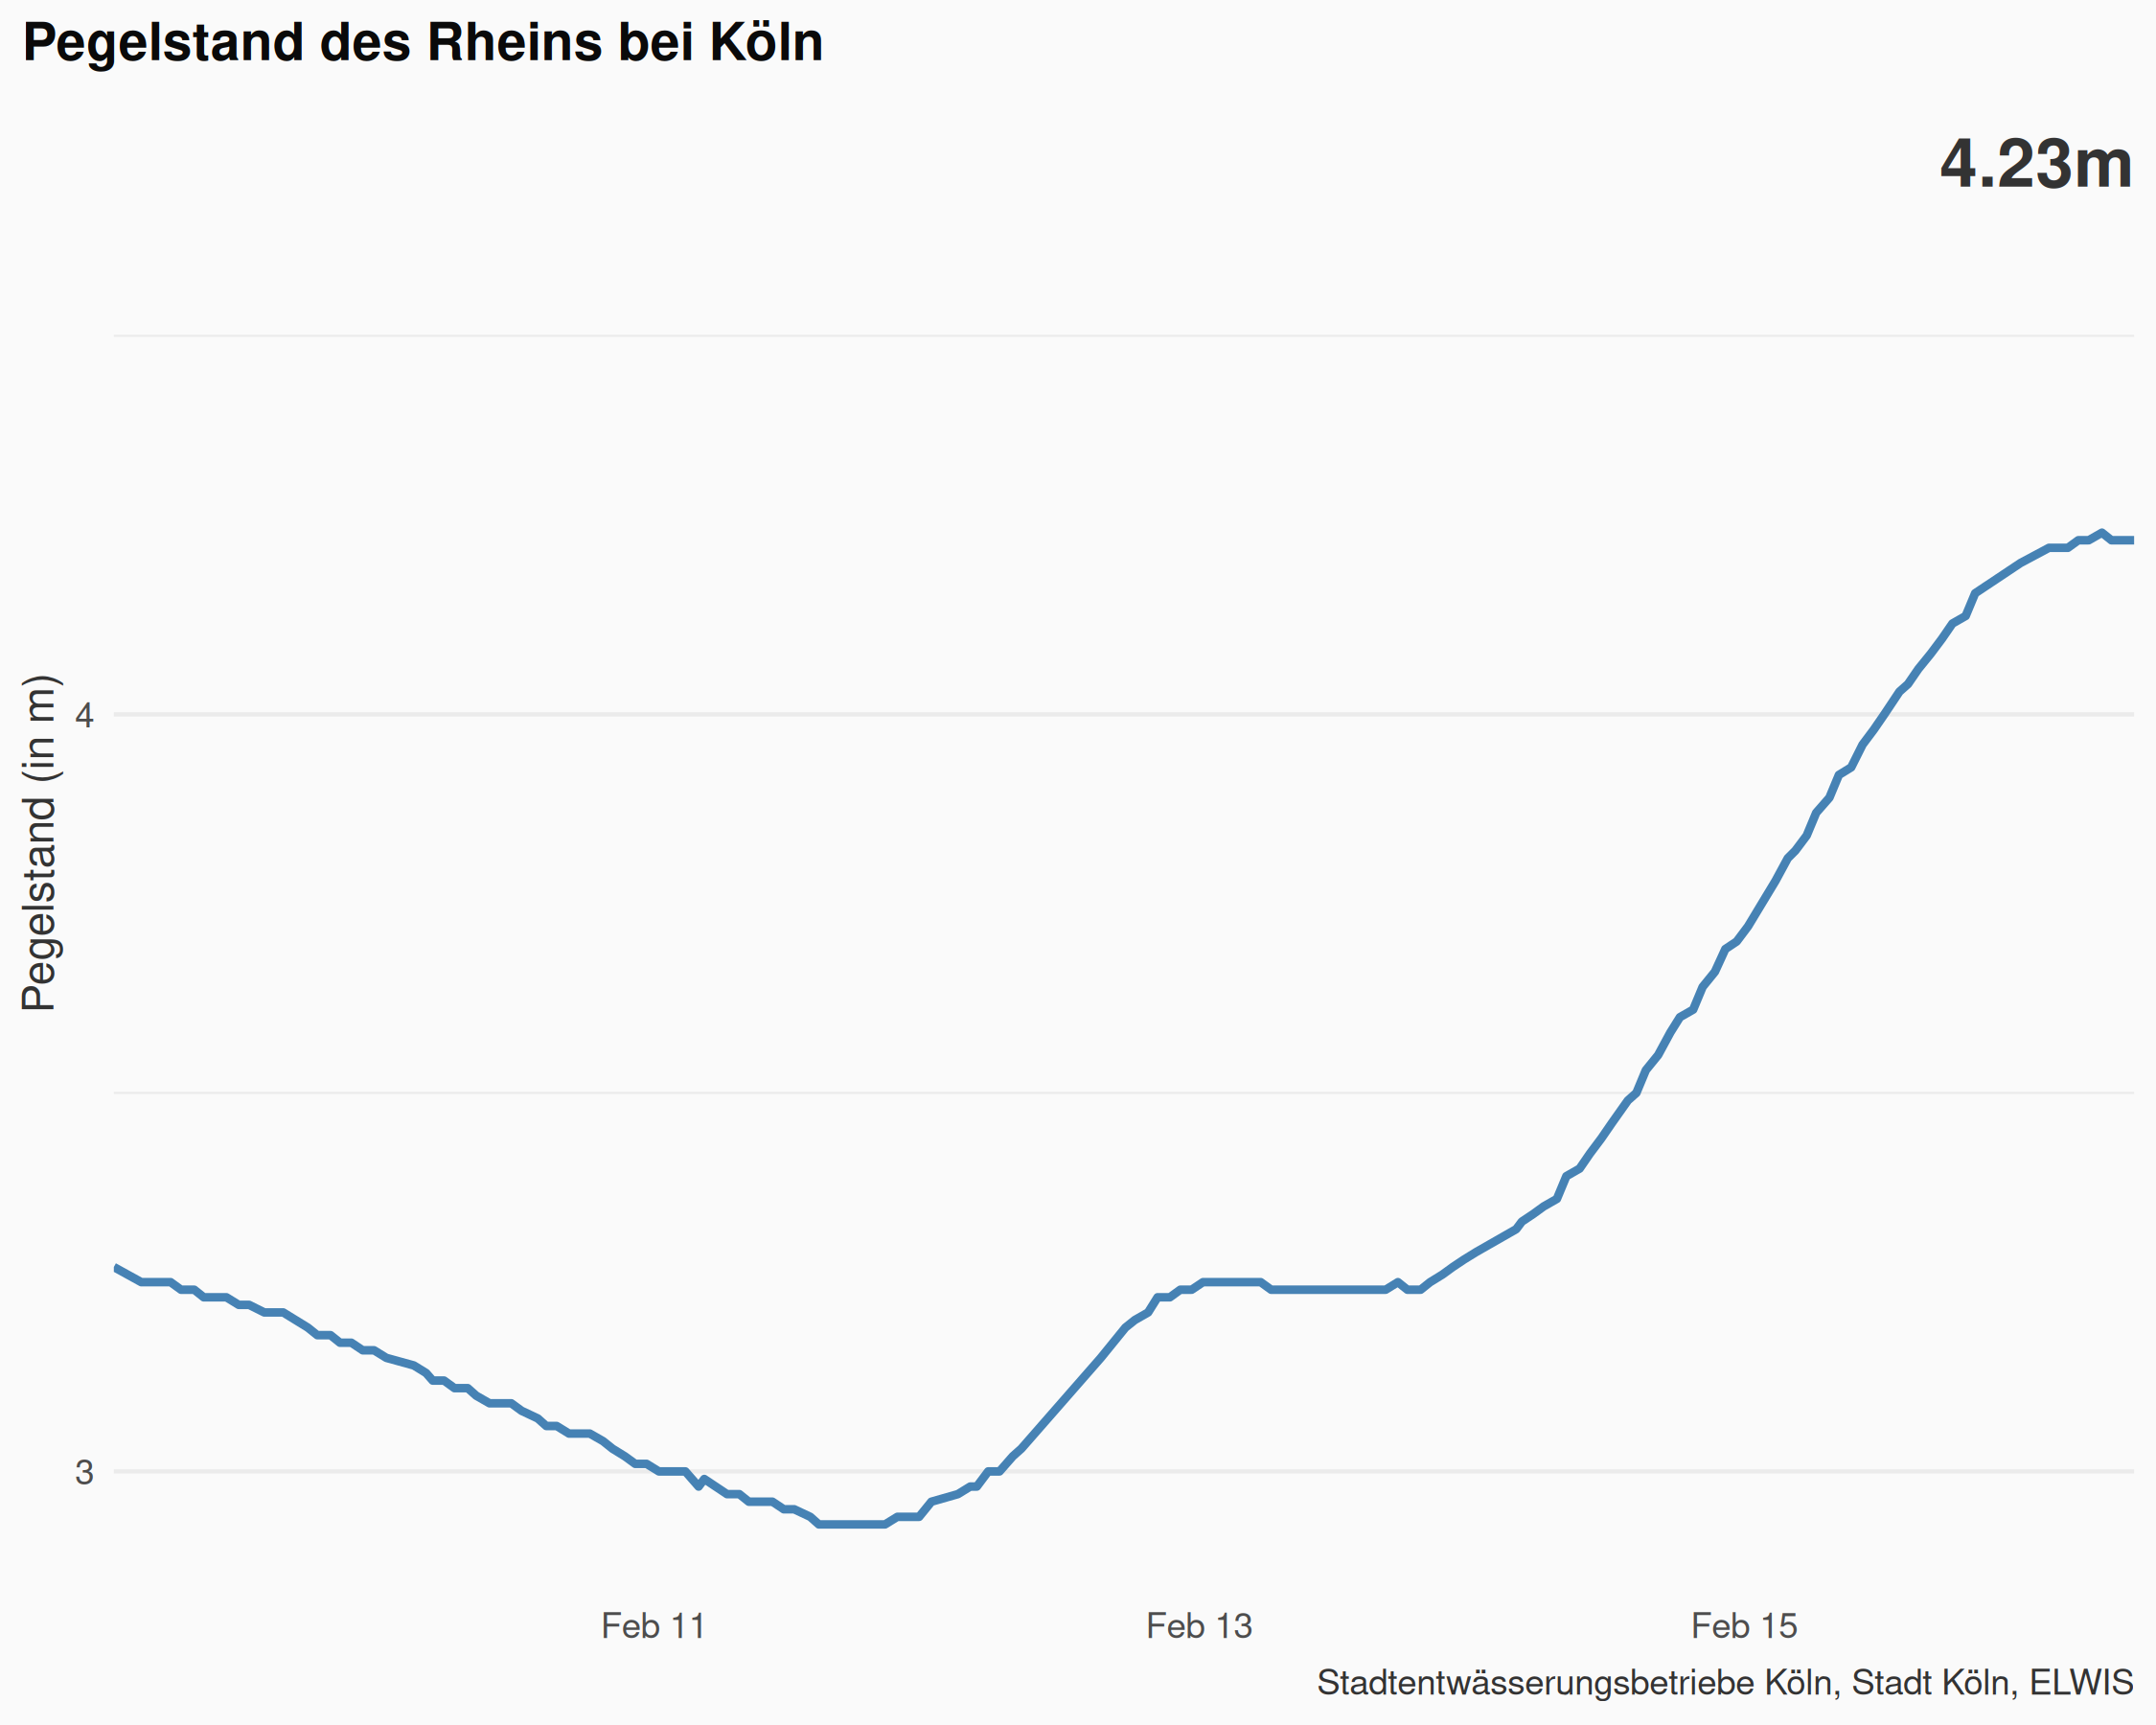 Pegelstand des Rheins bei Köln
4.23m
Pegelstand (in m)
4
3
Feb 11
Feb 13
Feb 15
Stadtentwässerungsbetriebe Köln, Stadt Köln, ELWIS